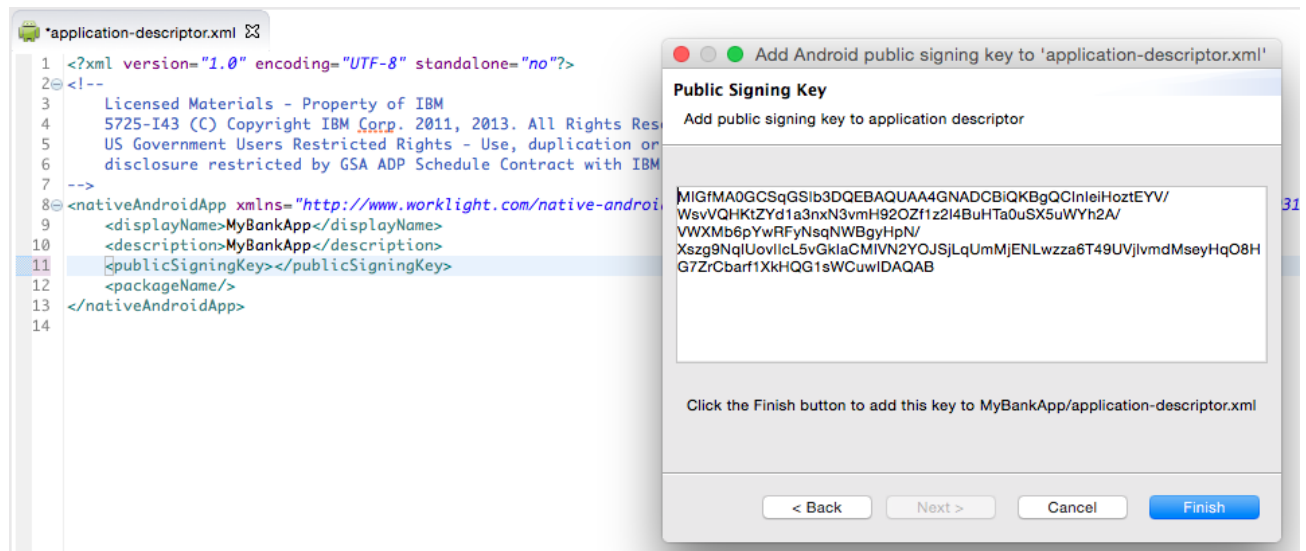 *application-descriptor.xml
1 <?xml version="1.0" encoding="UTF-8" standalone="no"?>
2 <!--
3 Licensed Materials - Property of IBM
4 5725-I43 (C) Copyright IBM Corp. 2011, 2013. All Rights Res
5 US Government Users Restricted Rights - Use, duplication or
6 disclosure restricted by GSA ADP Schedule Contract with IBM
7 -->
8 <nativeAndroidApp xmlns="http://www.worklight.com/native-androi
31
9 <displayName>MyBankApp</displayName>
10 <description>MyBankApp</description>
11 <publicSigningKey></publicSigningKey>
12 <packageName/>
13 </nativeAndroidApp>
14
Add Android public signing key to 'application-descriptor.xml'
Public Signing Key
Add public signing key to application descriptor
MIGfMA0GCSqGSIb3DQEBAQUAA4GNADCBiQKBgQCInIeiHoztEYV/
WsvVQHKtZYd1a3nxN3vmH92OZf1z2I4BuHTa0uSX5uWYh2A/
VWXMb6pYwRFyNsqNWBgyHpN/
Xszg9NqIUovIlcL5vGkIaCMIVN2YOJSjLqUmMjENLwzza6T49UVjIvmdMseyHqO8H
G7ZrCbarf1XkHQG1sWCuwIDAQAB
Click the Finish button to add this key to MyBankApp/application-descriptor.xml
< Back
Next >
Cancel
Finish